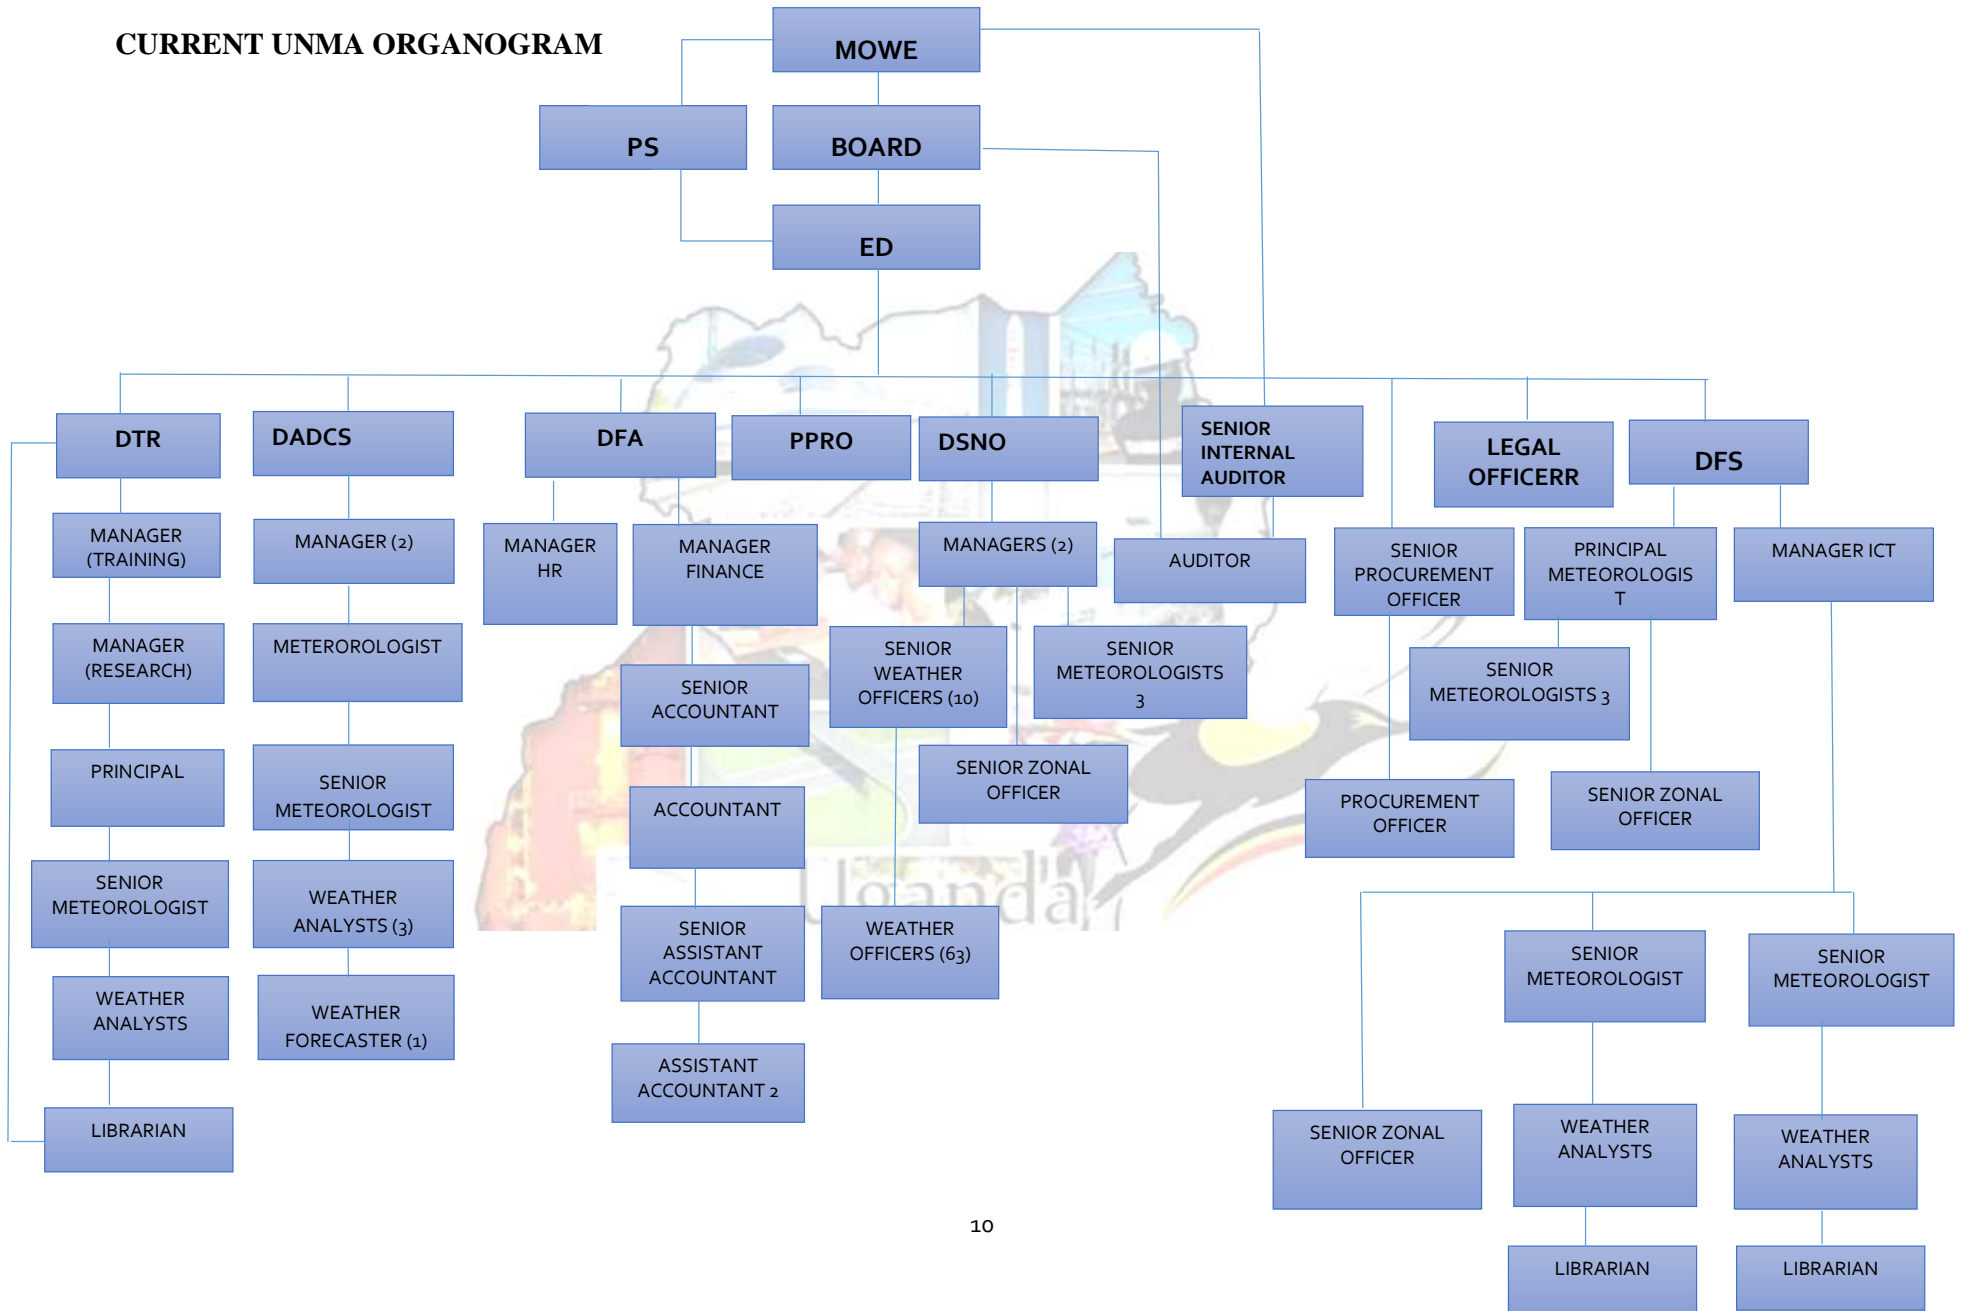 CURRENT UNMA ORGANOGRAM
MOWE
PS
BOARD
ED
DTR
DADCS
DFA
PPRO
DSNO
SENIOR
INTERNAL
AUDITOR
LEGAL
OFFICERR
DFS
MANAGER
(TRAINING)
MANAGER (2)
MANAGER
HR
MANAGER
FINANCE
MANAGERS (2)
AUDITOR
SENIOR
PROCUREMENT
OFFICER
PRINCIPAL
METEOROLOGIS
T
MANAGER ICT
MANAGER
(RESEARCH)
METEROROLOGIST
SENIOR
ACCOUNTANT
SENIOR
WEATHER
OFFICERS (10)
SENIOR
METEOROLOGISTS
3
SENIOR
METEOROLOGISTS 3
PRINCIPAL
SENIOR
METEOROLOGIST
ACCOUNTANT
SENIOR ZONAL
OFFICER
PROCUREMENT
OFFICER
SENIOR ZONAL
OFFICER
SENIOR
METEOROLOGIST
WEATHER
ANALYSTS (3)
SENIOR
ASSISTANT
ACCOUNTANT
WEATHER
OFFICERS (63)
Uganda
SENIOR
METEOROLOGIST
SENIOR
METEOROLOGIST
WEATHER
ANALYSTS
WEATHER
FORECASTER (1)
ASSISTANT
ACCOUNTANT 2
LIBRARIAN
SENIOR ZONAL
OFFICER
WEATHER
ANALYSTS
WEATHER
ANALYSTS
LIBRARIAN
LIBRARIAN
10